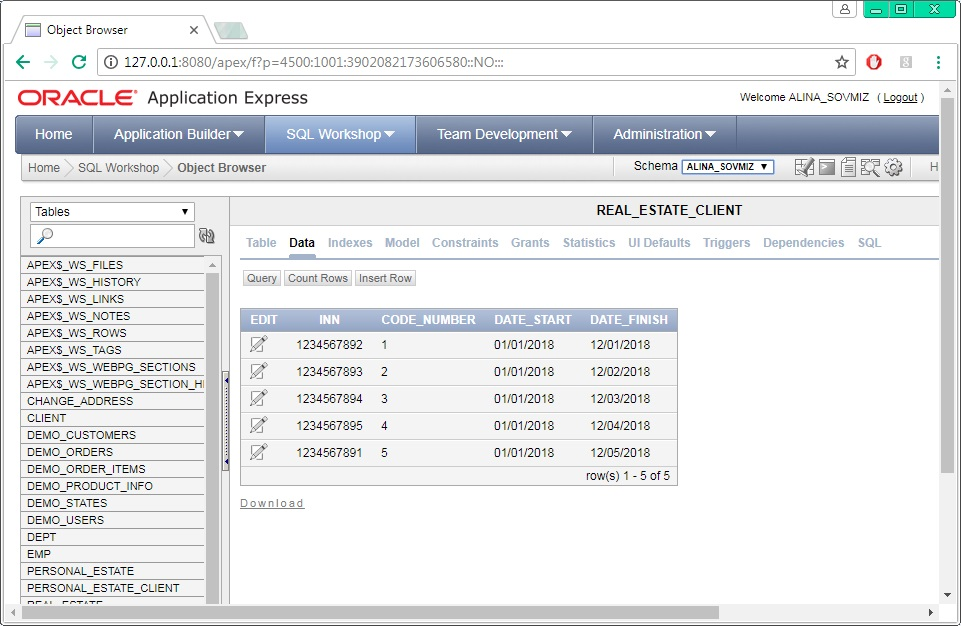 Object Browser
127.0.0.1:8080/apex/f?p=4500:1001:3902082173606580::NO:::
ORACLE Application Express
Welcome ALINA_SOVMIZ ( Logout )
Home Application Builder SQL Workshop Team Development Administration
Home SQL Workshop Object Browser
Schema ALINA_SOVMIZ H
Tables
APEX$_WS_FILES
APEX$_WS_HISTORY
APEX$_WS_LINKS
APEX$_WS_NOTES
APEX$_WS_ROWS
APEX$_WS_TAGS
APEX$_WS_WEBPG_SECTIONS
APEX$_WS_WEBPG_SECTION_HI
CHANGE_ADDRESS
CLIENT
DEMO_CUSTOMERS
DEMO_ORDERS
DEMO_ORDER_ITEMS
DEMO_PRODUCT_INFO
DEMO_STATES
DEMO_USERS
DEPT
EMP
PERSONAL_ESTATE
PERSONAL_ESTATE_CLIENT
REAL_ESTATE
REAL_ESTATE_CLIENT
Table Data Indexes Model Constraints Grants Statistics UI Defaults Triggers Dependencies SQL
Query Count Rows Insert Row
EDIT INN CODE_NUMBER DATE_START DATE_FINISH
1234567892 1 01/01/2018 12/01/2018
1234567893 2 01/01/2018 12/02/2018
1234567894 3 01/01/2018 12/03/2018
1234567895 4 01/01/2018 12/04/2018
1234567891 5 01/01/2018 12/05/2018
row(s) 1 - 5 of 5
Download